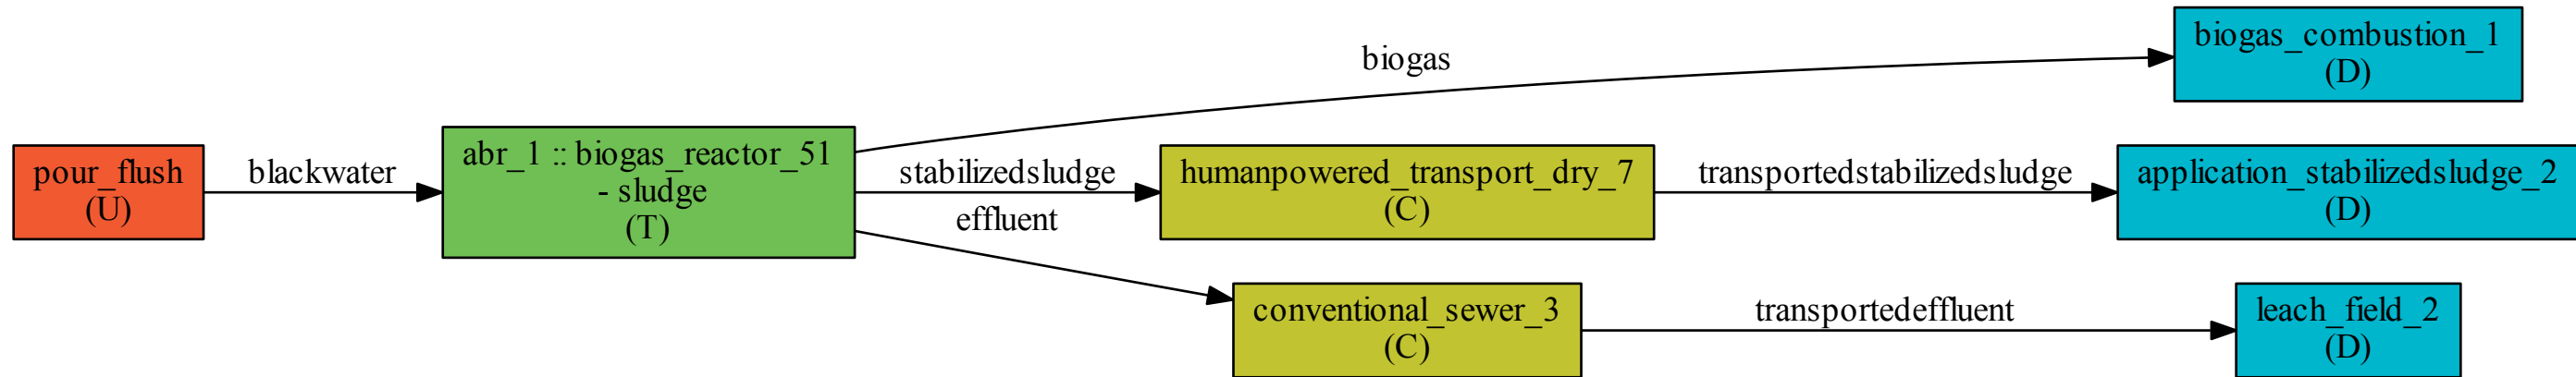 biogas_combustion_1
(D)
biogas
pour_flush
(U)
blackwater
abr_1 :: biogas_reactor_51
- sludge
(T)
stabilizedsludge
humanpowered_transport_dry_7
(C)
transportedstabilizedsludge
application_stabilizedsludge_2
(D)
effluent
conventional_sewer_3
(C)
transportedeffluent
leach_field_2
(D)